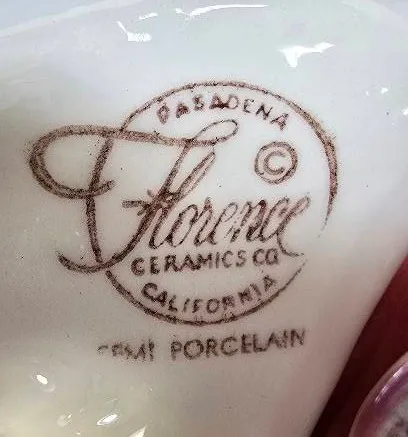 PASADENA
©
Florence
CERAMICS CO
CALIFORNIA
SEMI PORCELAIN